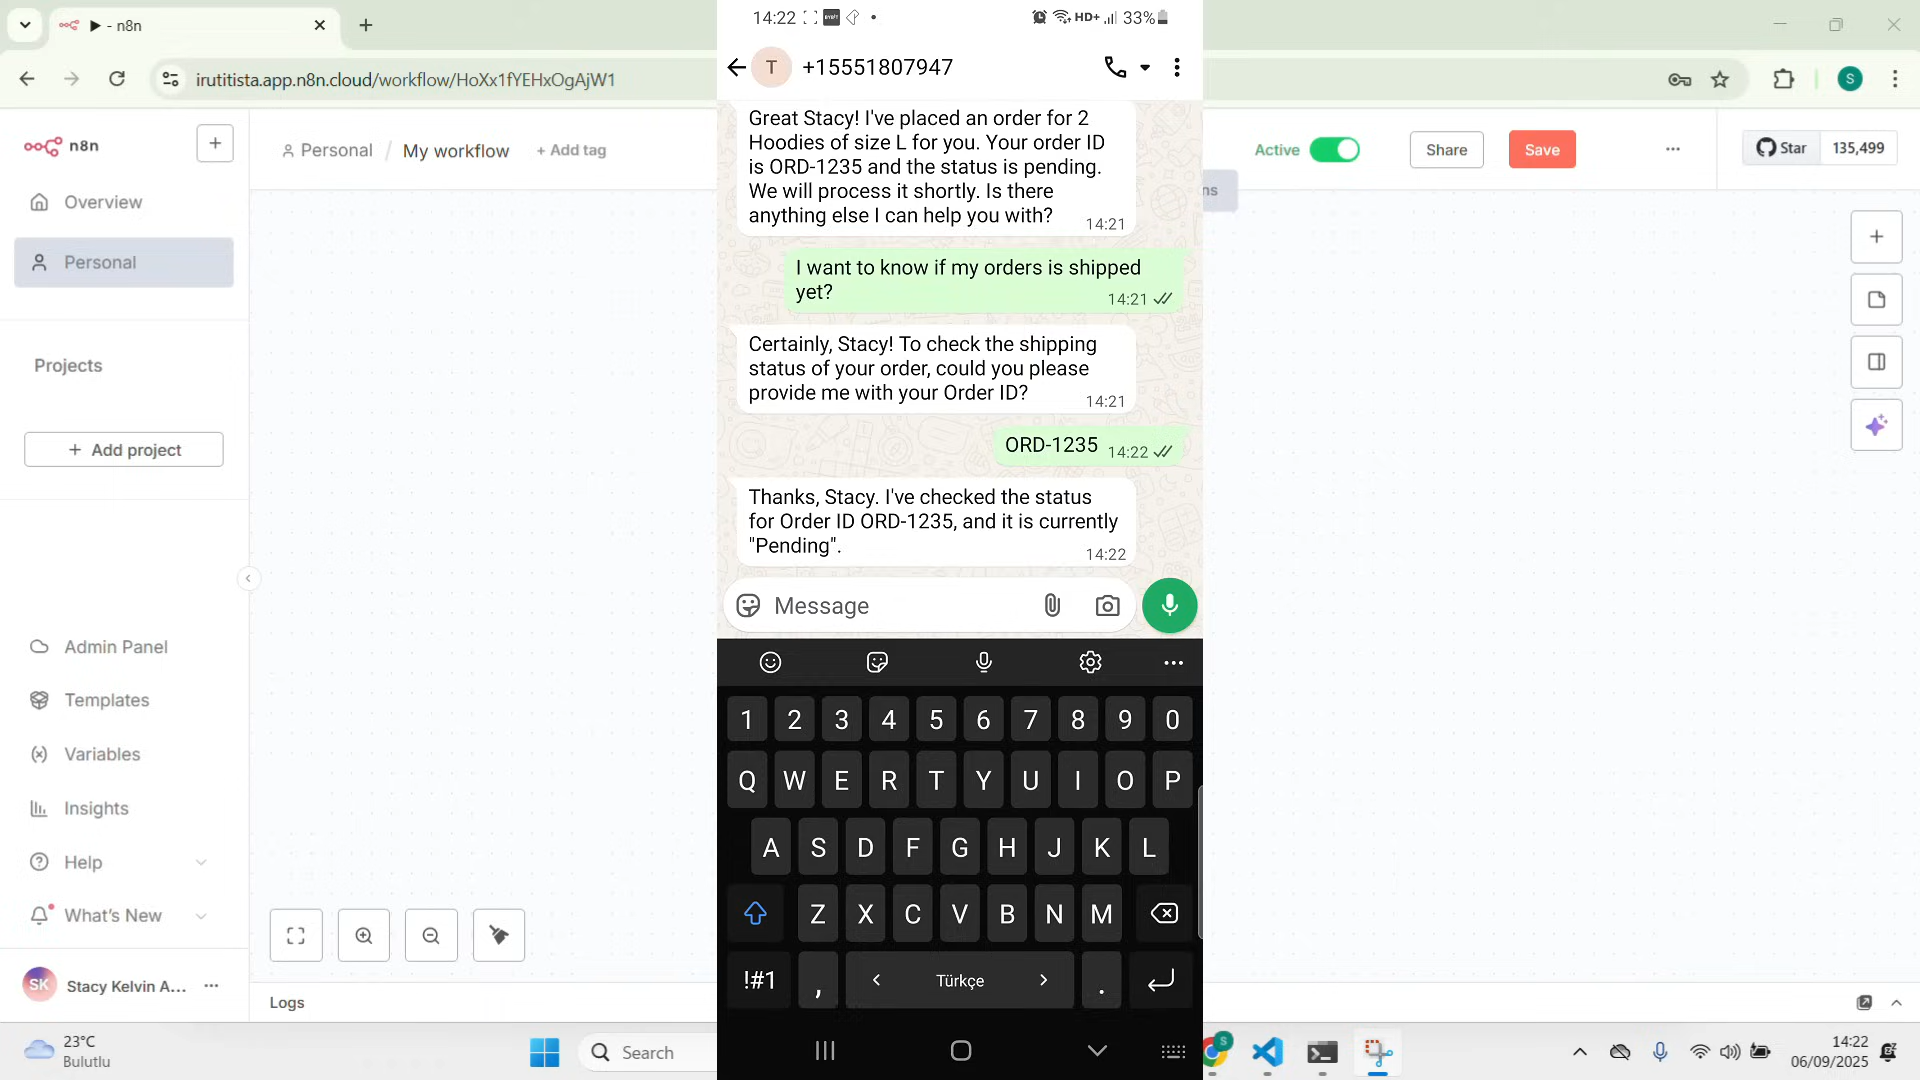 - n8n
irutitista.app.n8n.cloud/workflow/HoXx1fYEHxOgAjW1
S
n8n
Personal / My workflow
+ Add tag
Active
Share
Save
Star
135,499
ns
Overview
Personal
Projects
+ Add project
Admin Panel
Templates
Variables
Insights
Help
What's New
SK
Stacy Kelvin A...
Logs
14:22
HD+
33%
T
+15551807947
Great Stacy! I've placed an order for 2
Hoodies of size L for you. Your order ID
is ORD-1235 and the status is pending.
We will process it shortly. Is there
anything else I can help you with?
14:21
I want to know if my orders is shipped
yet?
14:21
Certainly, Stacy! To check the shipping
status of your order, could you please
provide me with your Order ID?
14:21
ORD-1235
14:22
Thanks, Stacy. I've checked the status
for Order ID ORD-1235, and it is currently
"Pending".
14:22
Message
1 2 3 4 5 6 7 8 9 0
Q W E R T Y U I O P
A S D F G H J K L
Z X C V B N M
!#1 , < Türkçe > .
23°C
Bulutlu
Search
S
14:22
06/09/2025